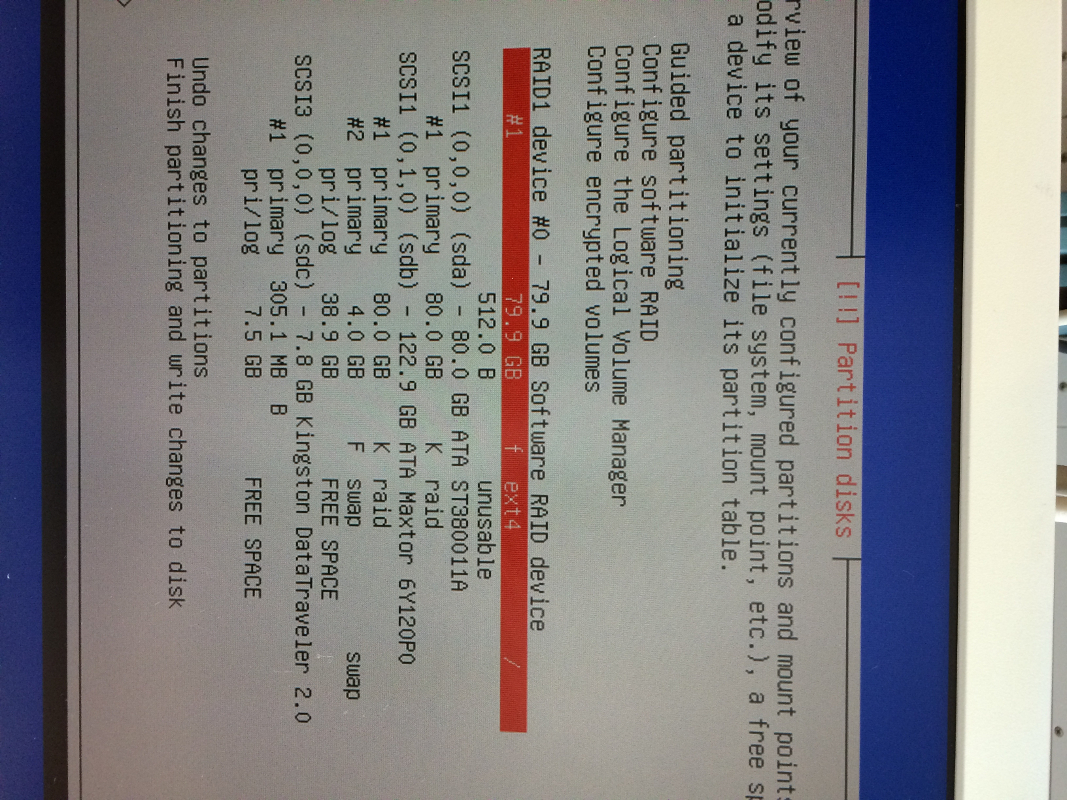 [!!] Partition disks
rview of your currently configured partitions and mount points
odify its settings (file system, mount point, etc.), a free sp
a device to initialize its partition table.
Guided partitioning
Configure software RAID
Configure the Logical Volume Manager
Configure encrypted volumes
RAID1 device #0 - 79.9 GB Software RAID device
#1 79.9 GB f ext4 /
512.0 B unusable
SCSI1 (0,0,0) (sda) - 80.0 GB ATA ST380011A
#1 primary 80.0 GB K raid
SCSI1 (0,1,0) (sdb) - 122.9 GB ATA Maxtor 6Y120P0
#1 primary 80.0 GB K raid
#2 primary 4.0 GB F swap swap
pri/log 38.9 GB FREE SPACE
SCSI3 (0,0,0) (sdc) - 7.8 GB Kingston DataTraveler 2.0
#1 primary 305.1 MB B
pri/log 7.5 GB FREE SPACE
Undo changes to partitions
Finish partitioning and write changes to disk